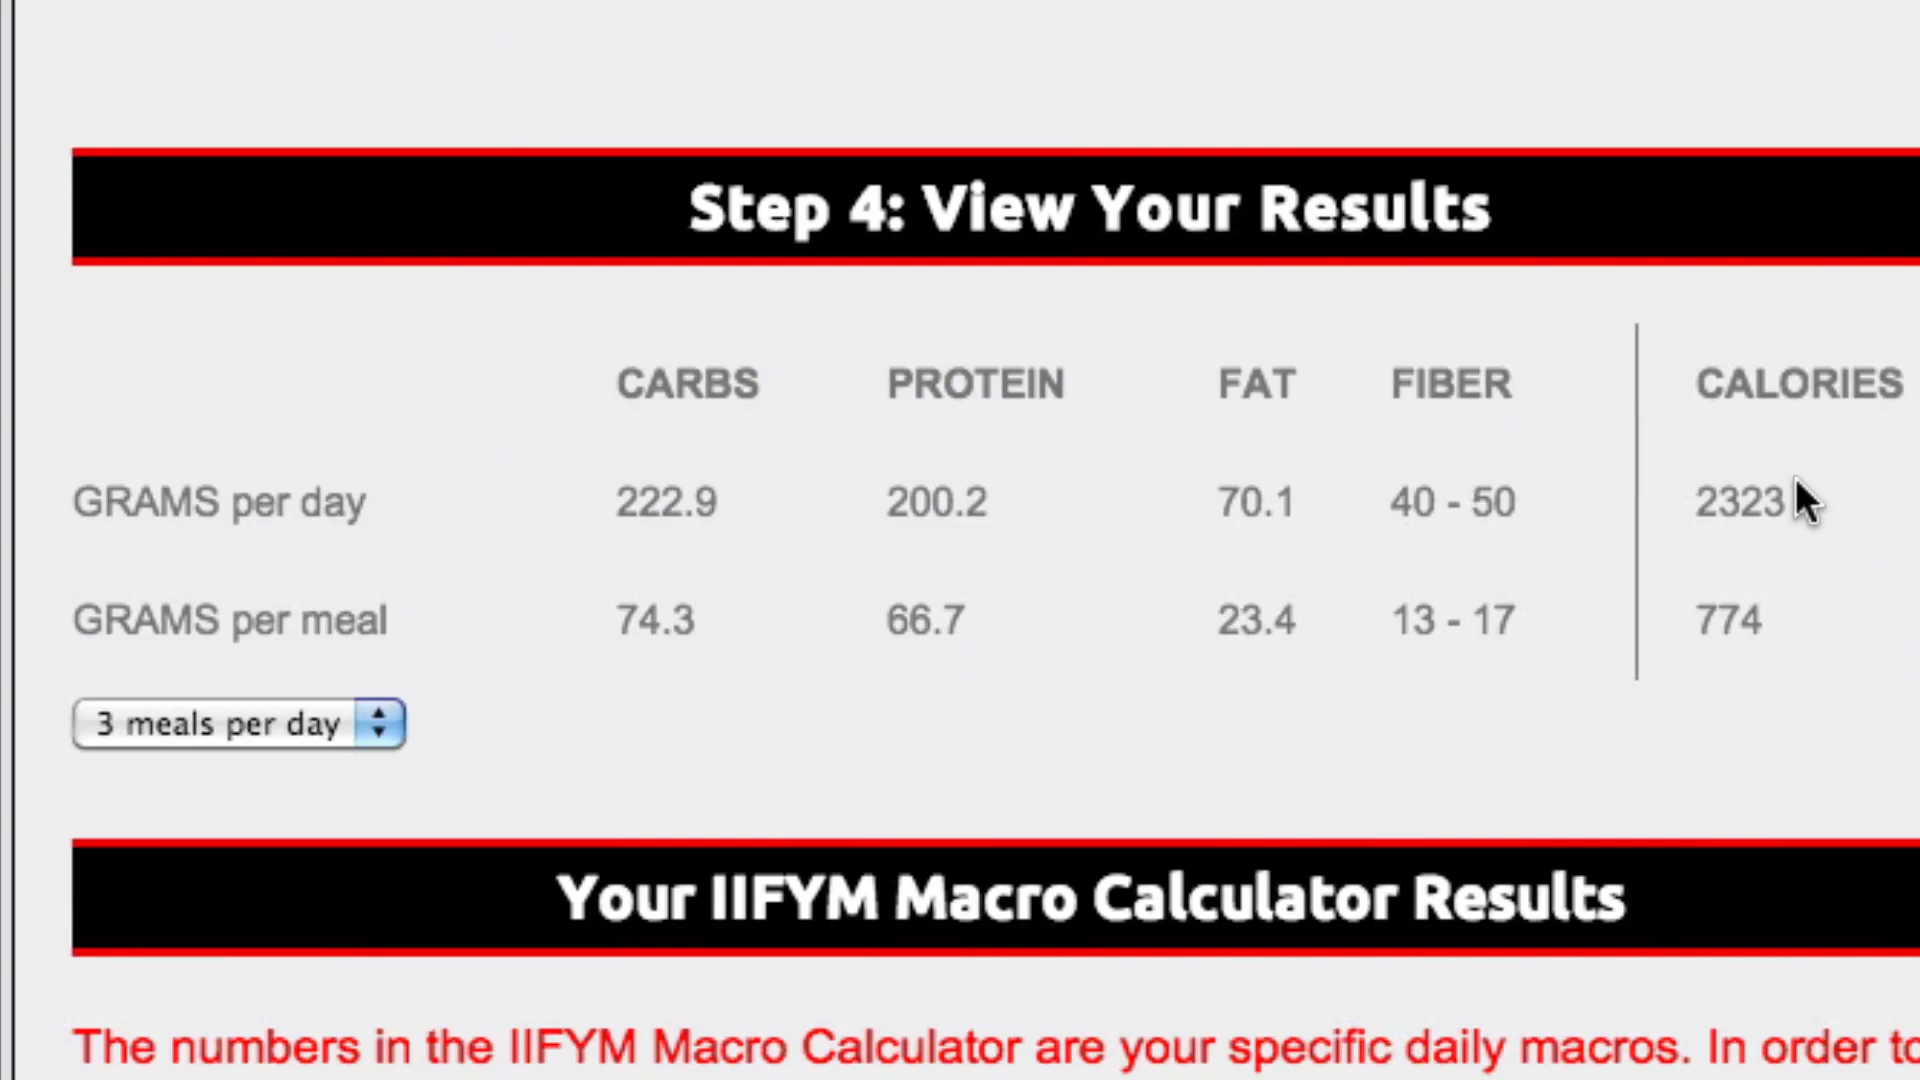 Step 4: View Your Results
CARBS PROTEIN FAT FIBER CALORIES
GRAMS per day 222.9 200.2 70.1 40 - 50 2323
GRAMS per meal 74.3 66.7 23.4 13 - 17 774
3 meals per day
Your IIFYM Macro Calculator Results
The numbers in the IIFYM Macro Calculator are your specific daily macros. In order to